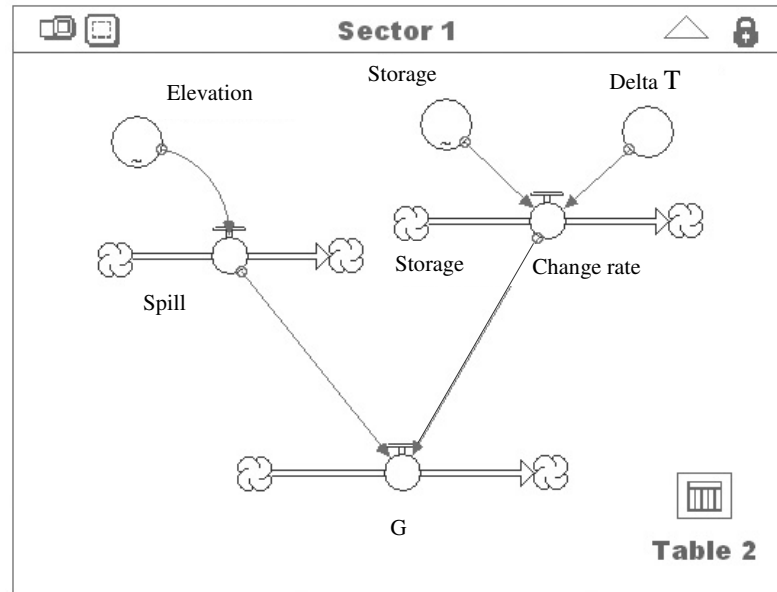 Sector 1
Storage
Delta T
Elevation
~
~
Storage
Change rate
Spill
G
Table 2